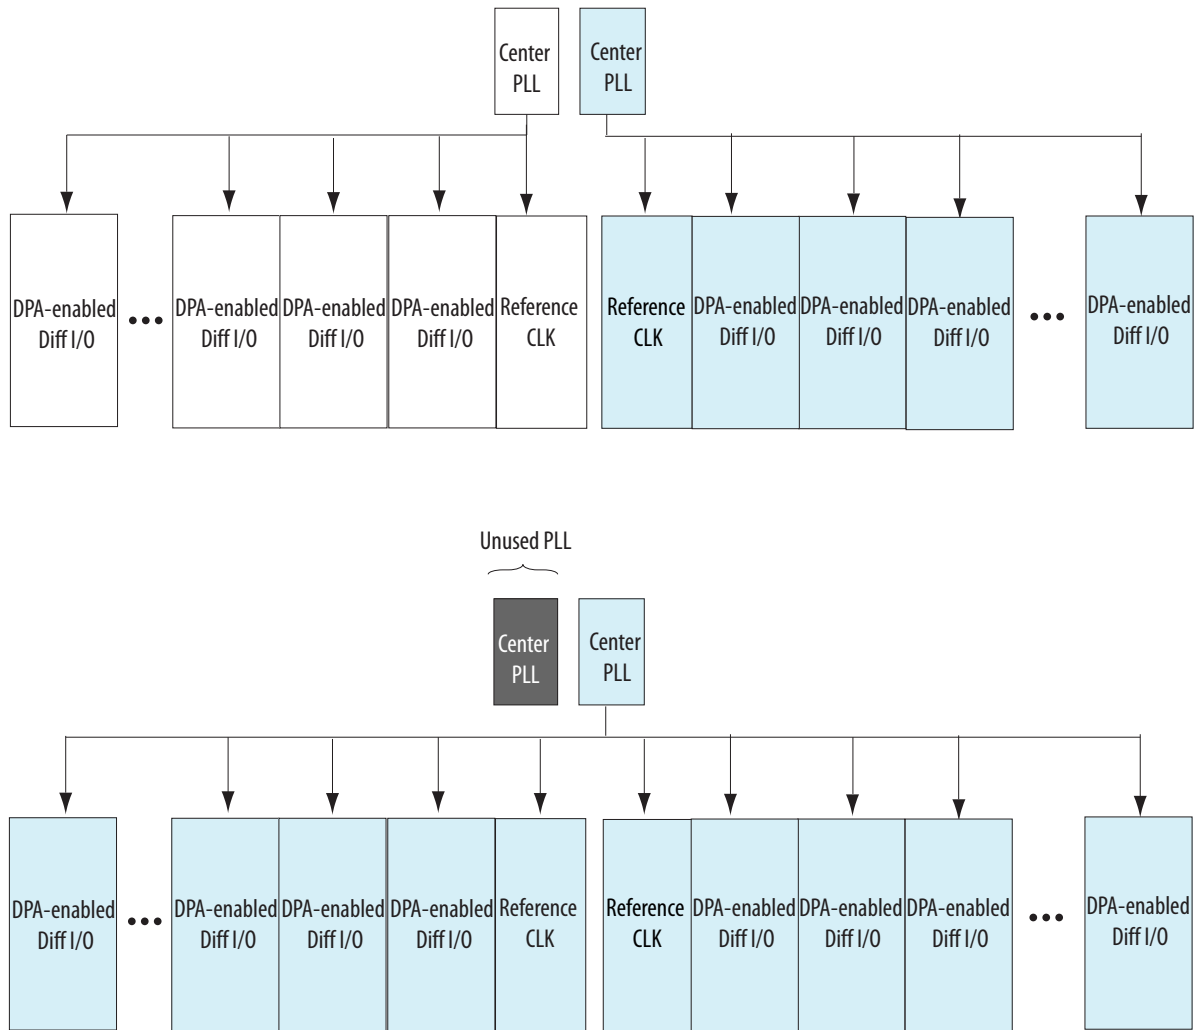 Center
PLL
Center
PLL
DPA-enabled
Diff I/O
DPA-enabled
Diff I/O
DPA-enabled
Diff I/O
DPA-enabled
Diff I/O
Reference
CLK
Reference
CLK
DPA-enabled
Diff I/O
DPA-enabled
Diff I/O
DPA-enabled
Diff I/O
DPA-enabled
Diff I/O
Unused PLL
Center
PLL
Center
PLL
DPA-enabled
Diff I/O
DPA-enabled
Diff I/O
DPA-enabled
Diff I/O
DPA-enabled
Diff I/O
Reference
CLK
Reference
CLK
DPA-enabled
Diff I/O
DPA-enabled
Diff I/O
DPA-enabled
Diff I/O
DPA-enabled
Diff I/O